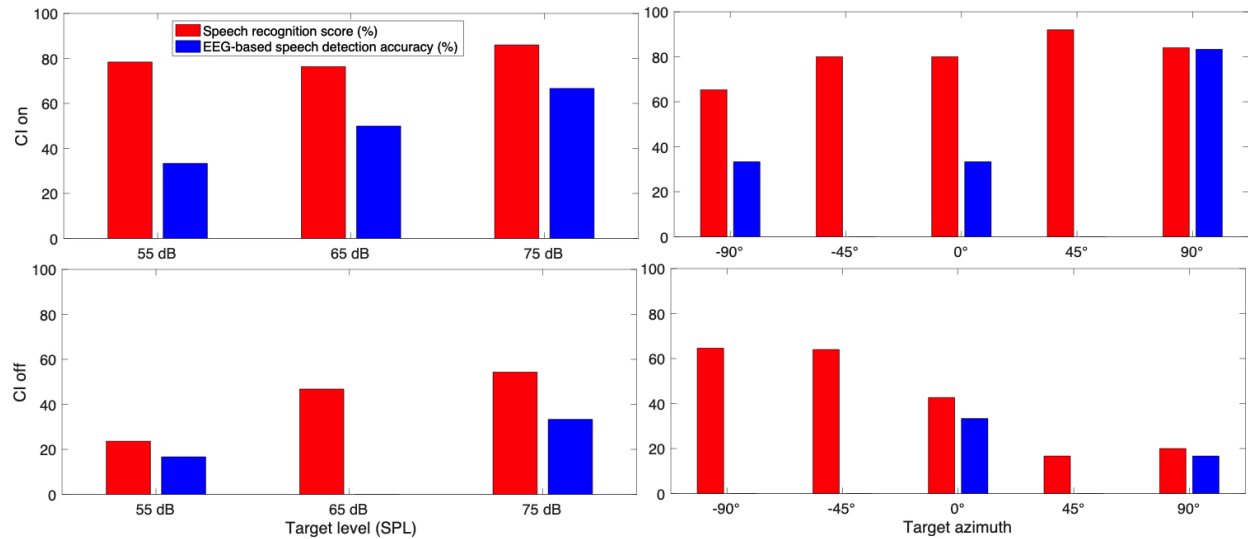 100
80
60
40
20
0
CI on
Speech recognition score (%)
EEG-based speech detection accuracy (%)
55 dB
65 dB
75 dB
100
80
60
40
20
0
-90°
-45°
0°
45°
90°
100
80
60
40
20
0
CI off
55 dB
65 dB
75 dB
Target level (SPL)
100
80
60
40
20
0
-90°
-45°
0°
45°
90°
Target azimuth